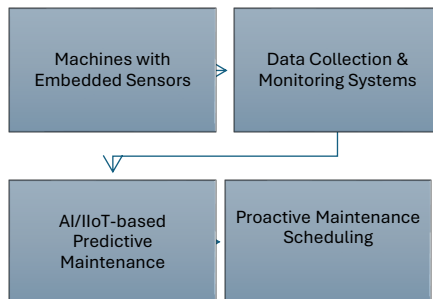 Machines with
Embedded Sensors
Data Collection &
Monitoring Systems
AI/IIoT-based
Predictive
Maintenance
Proactive Maintenance
Scheduling